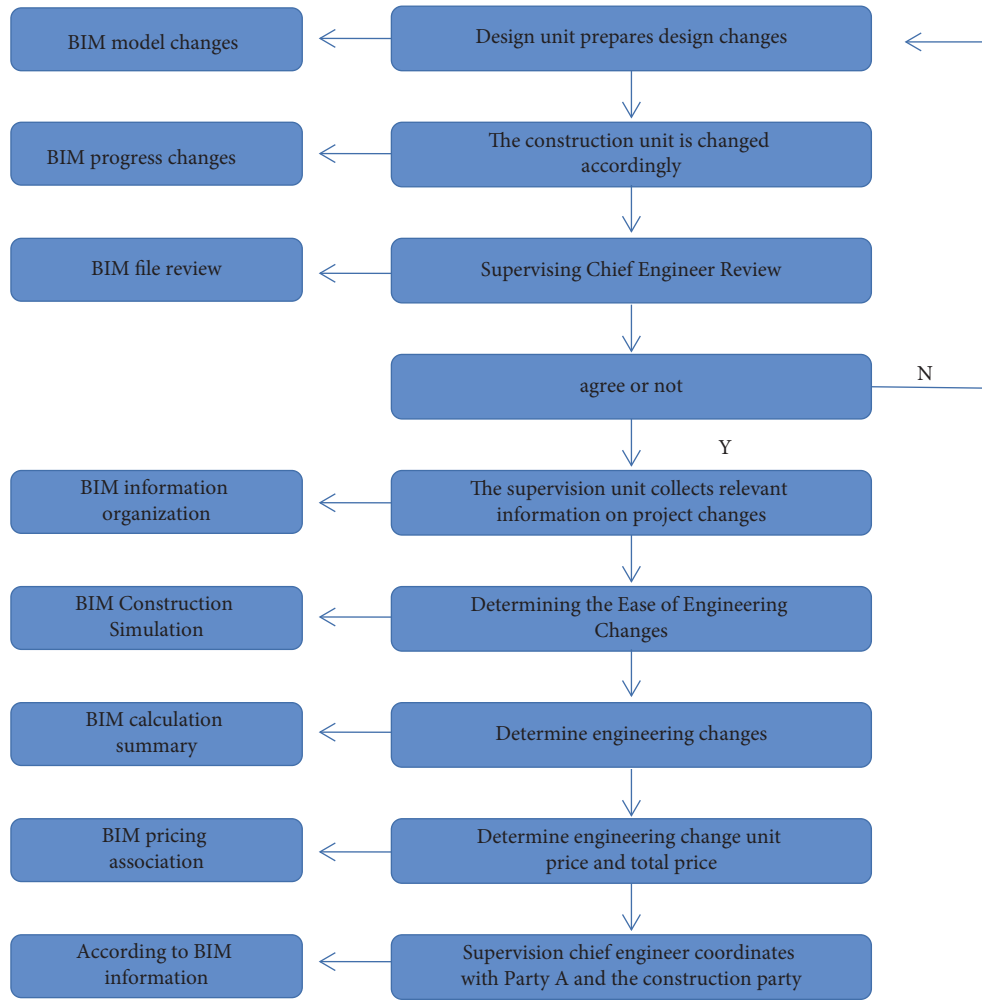 BIM model changes
Design unit prepares design changes
BIM progress changes
The construction unit is changed
accordingly
BIM file review
Supervising Chief Engineer Review
agree or not
N
Y
BIM information
organization
The supervision unit collects relevant
information on project changes
BIM Construction
Simulation
Determining the Ease of Engineering
Changes
BIM calculation
summary
Determine engineering changes
BIM pricing
association
Determine engineering change unit
price and total price
According to BIM
information
Supervision chief engineer coordinates
with Party A and the construction party